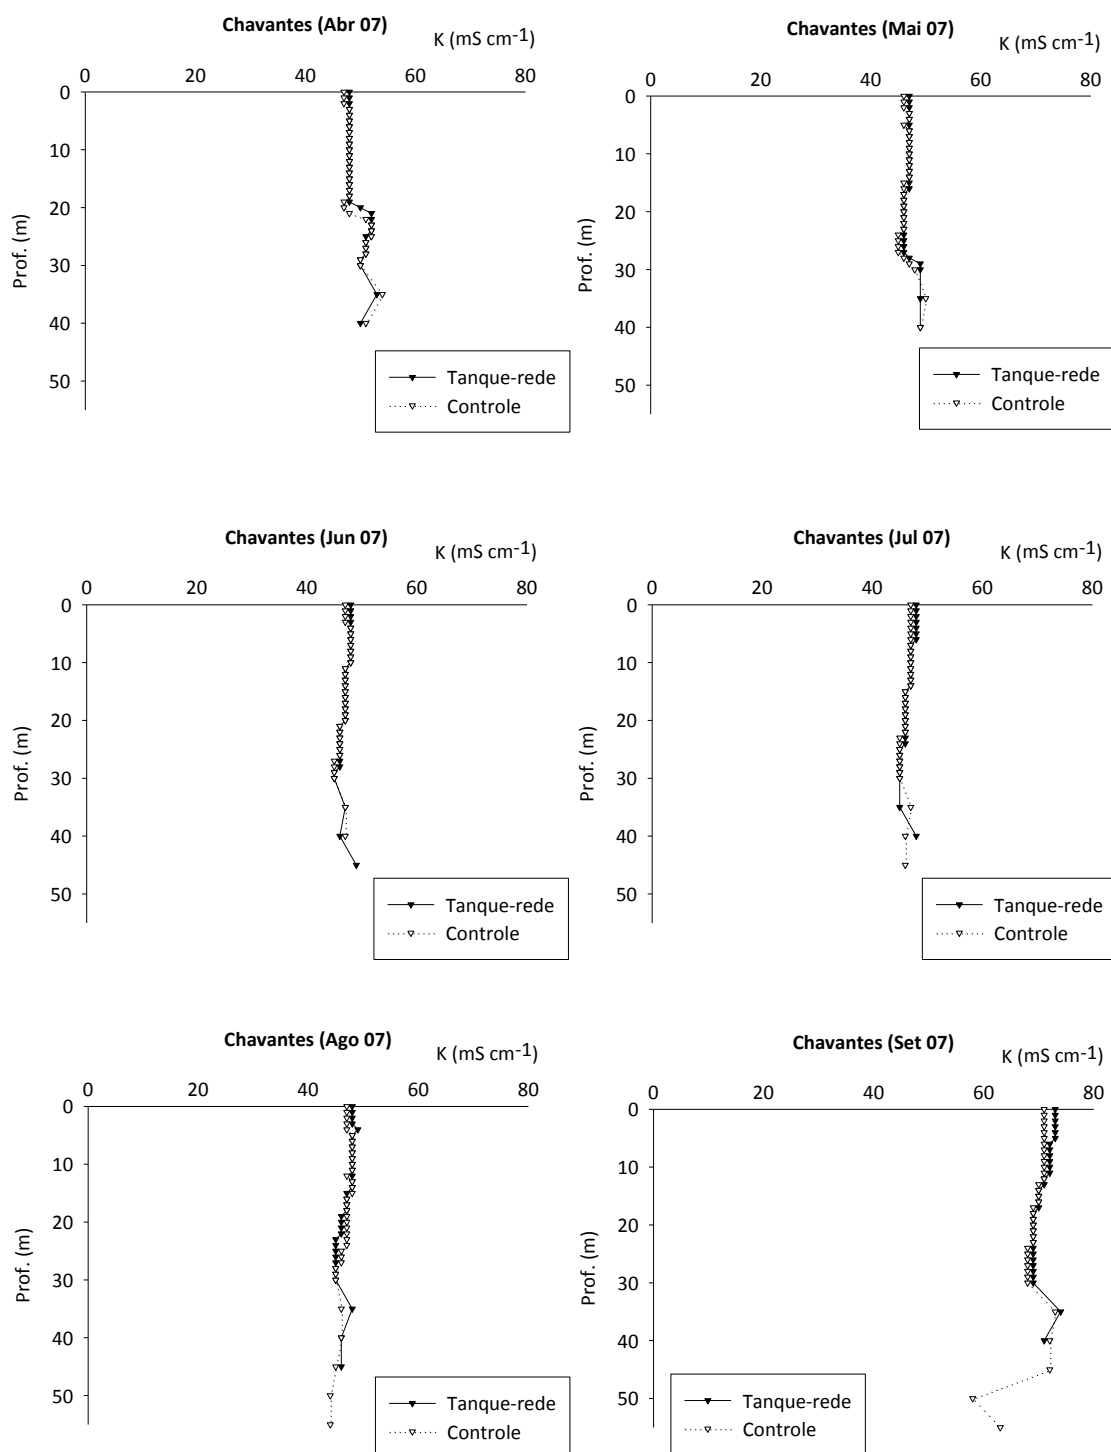 Chavantes (Abr 07)
K (mS cm-1)
0 20 40 60 80
0
10
20
30
40
50
Prof. (m)
Tanque-rede
Controle
Chavantes (Mai 07)
K (mS cm-1)
0 20 40 60 80
0
10
20
30
40
50
Prof. (m)
Tanque-rede
Controle
Chavantes (Jun 07)
K (mS cm-1)
0 20 40 60 80
0
10
20
30
40
50
Prof. (m)
Tanque-rede
Controle
Chavantes (Jul 07)
K (mS cm-1)
0 20 40 60 80
0
10
20
30
40
50
Prof. (m)
Tanque-rede
Controle
Chavantes (Ago 07)
K (mS cm-1)
0 20 40 60 80
0
10
20
30
40
50
Prof. (m)
Tanque-rede
Controle
Chavantes (Set 07)
K (mS cm-1)
0 20 40 60 80
0
10
20
30
40
50
Prof. (m)
Tanque-rede
Controle